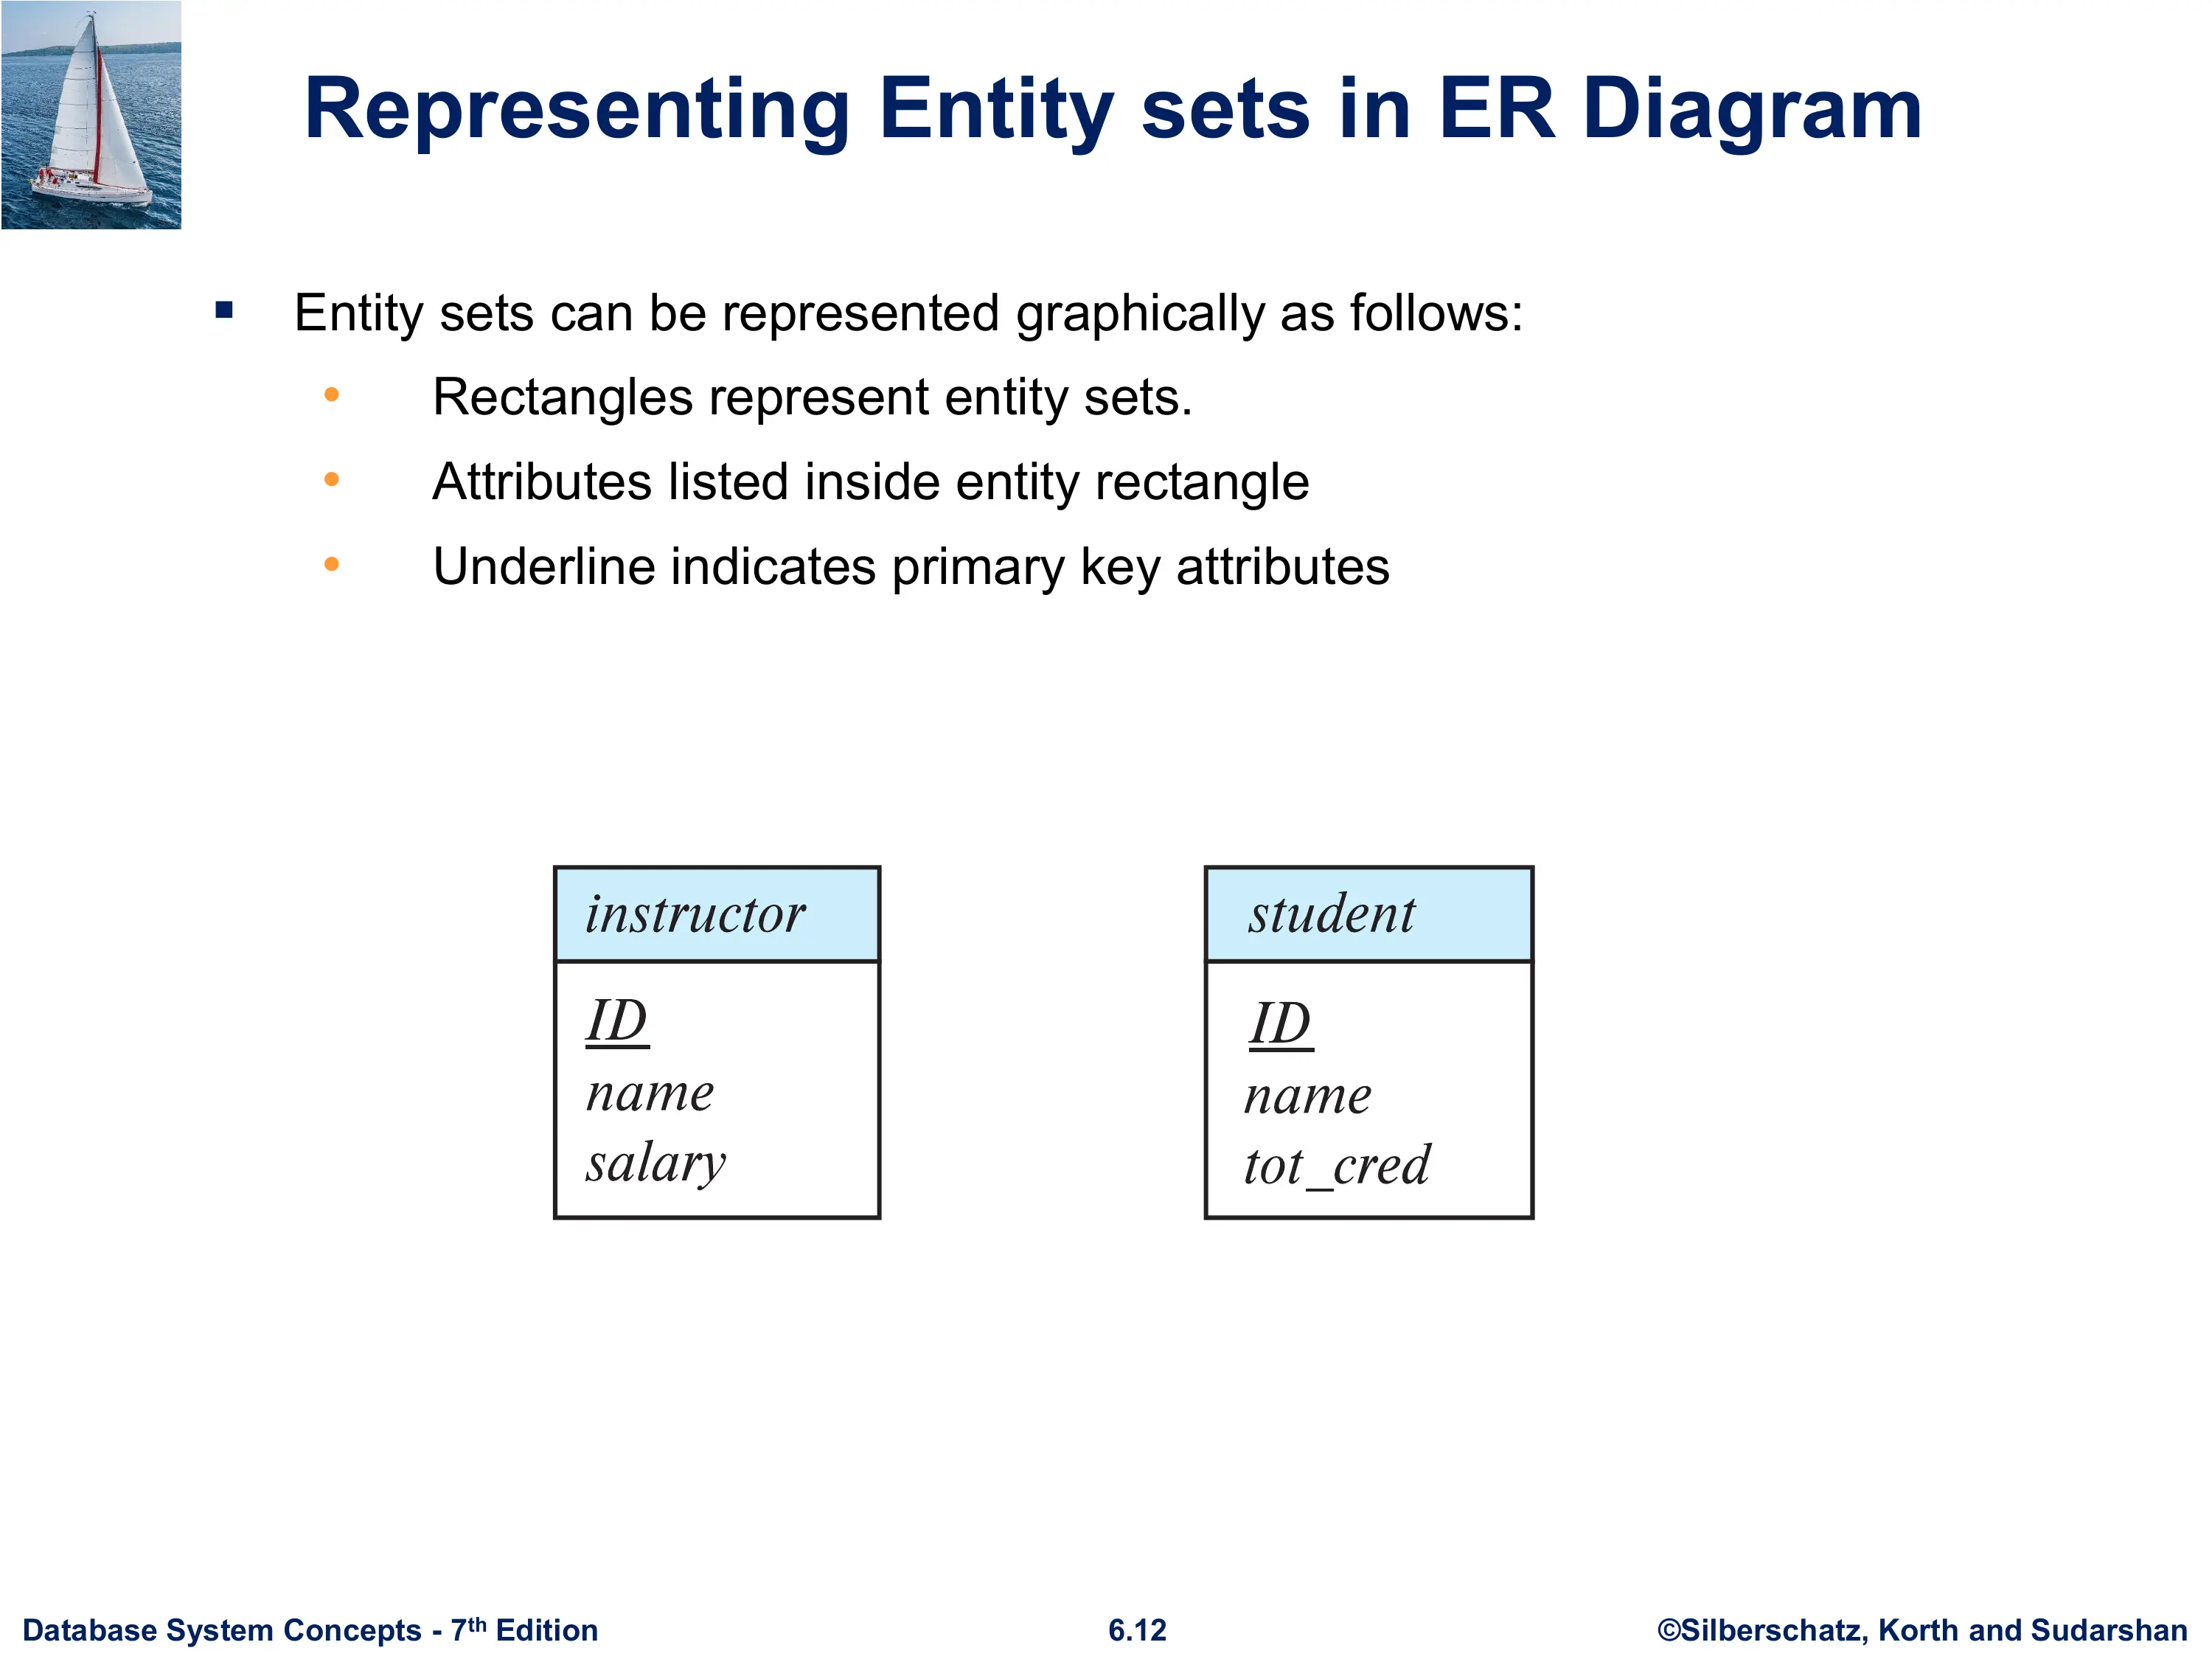 Representing Entity sets in ER Diagram
▪ Entity sets can be represented graphically as follows:
• Rectangles represent entity sets.
• Attributes listed inside entity rectangle
• Underline indicates primary key attributes
instructor
ID
name
salary
student
ID
name
tot_cred
Database System Concepts - 7th Edition
6.12
©Silberschatz, Korth and Sudarshan